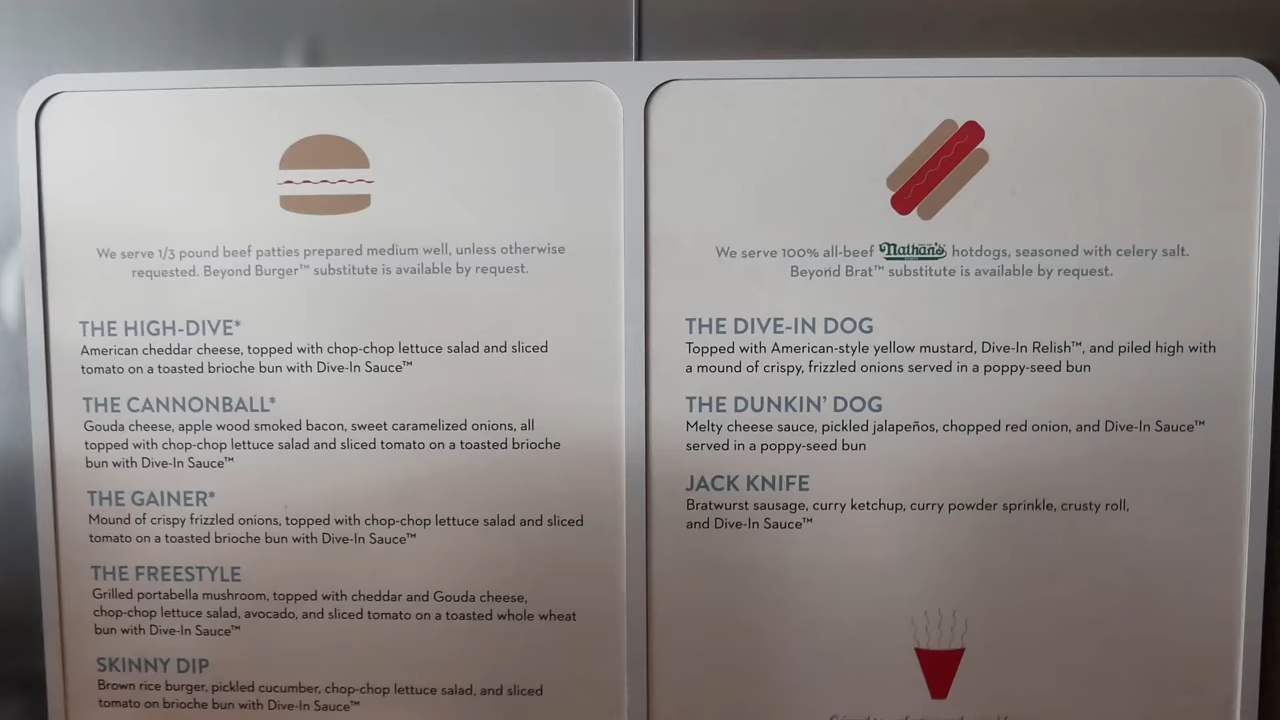 We serve 1/3 pound beef patties prepared medium well, unless otherwise
requested. Beyond Burger™ substitute is available by request.
THE HIGH-DIVE*
American cheddar cheese, topped with chop-chop lettuce salad and sliced
tomato on a toasted brioche bun with Dive-In Sauce™
THE CANNONBALL*
Gouda cheese, apple wood smoked bacon, sweet caramelized onions, all
topped with chop-chop lettuce salad and sliced tomato on a toasted brioche
bun with Dive-In Sauce™
THE GAINER*
Mound of crispy frizzled onions, topped with chop-chop lettuce salad and sliced
tomato on a toasted brioche bun with Dive-In Sauce™
THE FREESTYLE
Grilled portabella mushroom, topped with cheddar and Gouda cheese,
chop-chop lettuce salad, avocado, and sliced tomato on a toasted whole wheat
bun with Dive-In Sauce™
SKINNY DIP
Brown rice burger, pickled cucumber, chop-chop lettuce salad, and sliced
tomato on brioche bun with Dive-In Sauce™
We serve 100% all-beef Nathan's hotdogs, seasoned with celery salt.
Beyond Brat™ substitute is available by request.
THE DIVE-IN DOG
Topped with American-style yellow mustard, Dive-In Relish™, and piled high with
a mound of crispy, frizzled onions served in a poppy-seed bun
THE DUNKIN' DOG
Melty cheese sauce, pickled jalapeños, chopped red onion, and Dive-In Sauce™
served in a poppy-seed bun
JACK KNIFE
Bratwurst sausage, curry ketchup, curry powder sprinkle, crusty roll,
and Dive-In Sauce™